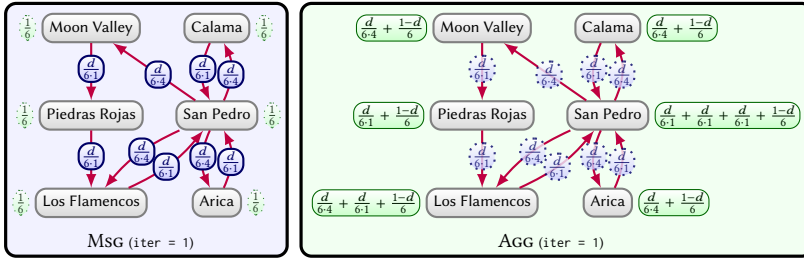 1/6 Moon Valley Calama 1/6
d/6·1 d/6·4 d/6·1 d/6·4
1/6 Piedras Rojas San Pedro 1/6
d/6·1 d/6·4 d/6·1 d/6·4 d/6·1
1/6 Los Flamencos Arica 1/6
Msg (iter = 1)
d/6·4 + 1−d/6 Moon Valley Calama d/6·4 + 1−d/6
d/6·1 d/6·4 d/6·1 d/6·4
d/6·1 + 1−d/6 Piedras Rojas San Pedro d/6·1 + d/6·1 + d/6·1 + 1−d/6
d/6·1 d/6·4 d/6·1 d/6·4 d/6·1
d/6·4 + d/6·1 + 1−d/6 Los Flamencos Arica d/6·4 + 1−d/6
Agg (iter = 1)